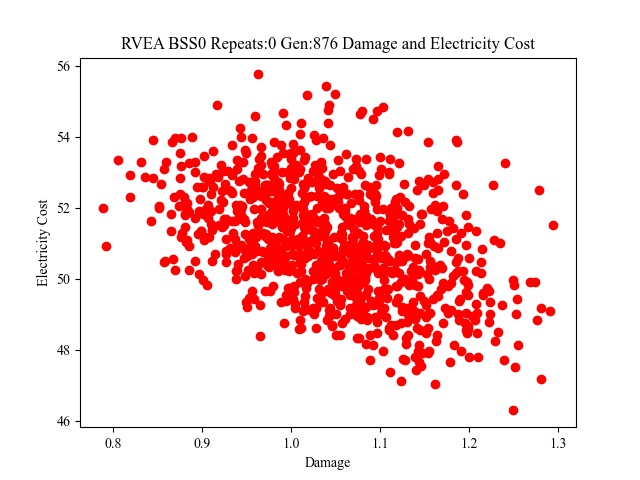 RVEA BSS0 Repeats:0 Gen:876 Damage and Electricity Cost
56
54
52
50
48
46
Electricity Cost
0.8 0.9 1.0 1.1 1.2 1.3
Damage